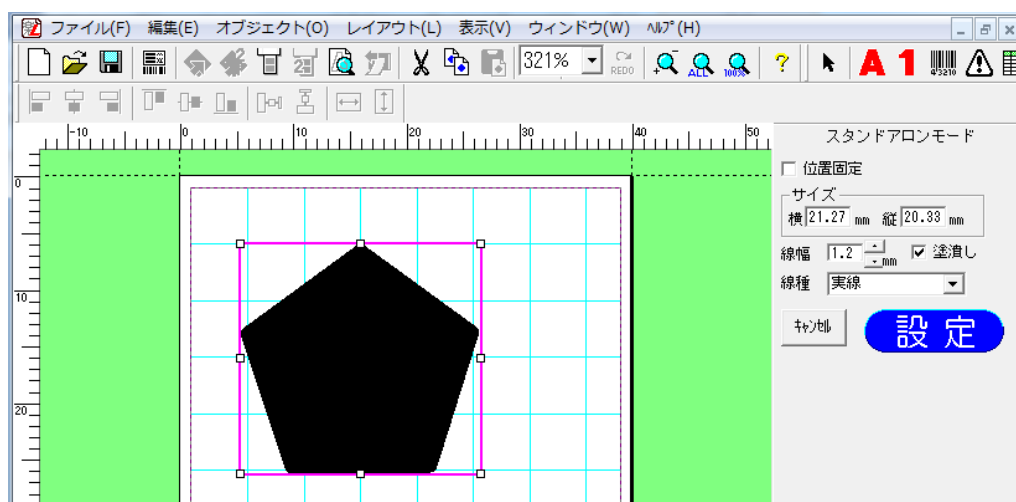 ファイル(F) 編集(E) オブジェクト(O) レイアウト(L) 表示(V) ウィンドウ(W) ﾍﾙﾌﾟ(H)
2 321% REDO ALL 100% ? A 1 43210
-10 0 10 20 30 40 50
スタンドアロンモード
0
位置固定
サイズ
横 21.27 mm 縦 20.33 mm
線幅 1.2 mm 塗潰し
線種 実線
10
ｷｬﾝｾﾙ 設定
20